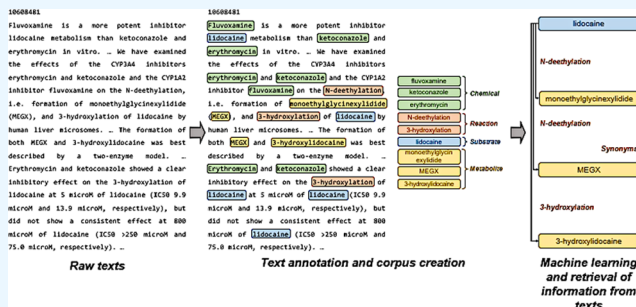 10608481
Fluvoxamine is a more potent inhibitor
lidocaine metabolism than ketoconazole and
erythromycin in vitro. … We have examined
the effects of the CYP3A4 inhibitors
erythromycin and ketoconazole and the CYP1A2
inhibitor fluvoxamine on the N-deethylation,
i.e. formation of monoethylglycinexylidide
(MEGX), and 3-hydroxylation of lidocaine by
human liver microsomes. … The formation of
both MEGX and 3-hydroxylidocaine was best
described by a two-enzyme model. …
Erythromycin and ketoconazole showed a clear
inhibitory effect on the 3-hydroxylation of
lidocaine at 5 microM of lidocaine (IC50 9.9
microM and 13.9 microM, respectively), but
did not show a consistent effect at 800
microM of lidocaine (IC50 >250 microM and
75.0 microM, respectively). …
Raw texts
10608481
Fluvoxamine is a more potent inhibitor
lidocaine metabolism than ketoconazole and
erythromycin in vitro. … We have examined
the effects of the CYP3A4 inhibitors
erythromycin and ketoconazole and the CYP1A2
inhibitor fluvoxamine on the N-deethylation,
i.e. formation of monoethylglycinexylidide
(MEGX), and 3-hydroxylation of lidocaine by
human liver microsomes. … The formation of
both MEGX and 3-hydroxylidocaine was best
described by a two-enzyme model. …
Erythromycin and ketoconazole showed a clear
inhibitory effect on the 3-hydroxylation of
lidocaine at 5 microM of lidocaine (IC50 9.9
microM and 13.9 microM, respectively), but
did not show a consistent effect at 800
microM of lidocaine (IC50 >250 microM and
75.0 microM, respectively). …
fluvoxamine
ketoconazole
erythromycin
Chemical
N-deethylation
3-hydroxylation
Reaction
lidocaine
Substrate
monoethylglycin
exylidide
MEGX
3-hydroxylidocaine
Metabolite
Text annotation and corpus creation
lidocaine
N-deethylation
monoethylglycinexylidide
N-deethylation
Synonyms
MEGX
3-hydroxylation
3-hydroxylidocaine
Machine learning
and retrieval of
information from
texts